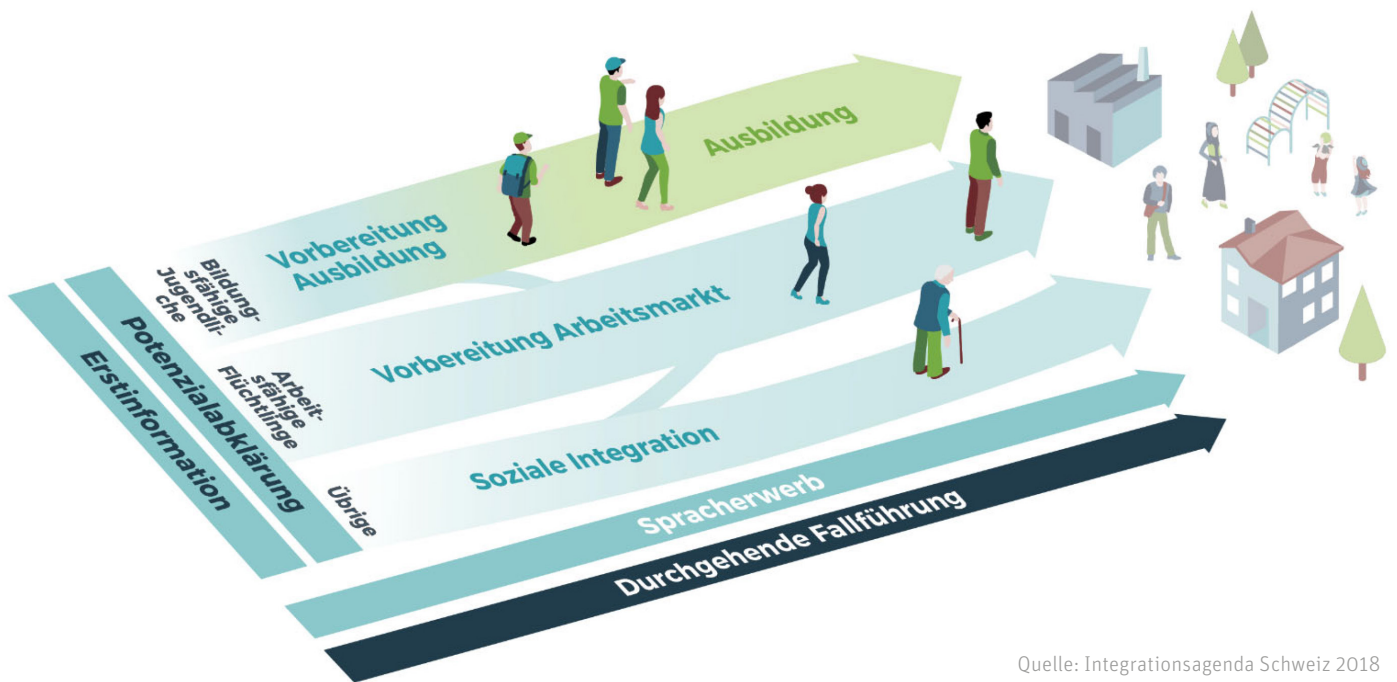 Erstinformation
Potenzialabklärung
Bildung-
sfähige
Jugendli-
che
Vorbereitung
Ausbildung
Ausbildung
Arbeit-
sfähige
Flüchtlinge
Vorbereitung Arbeitsmarkt
Übrige
Soziale Integration
Spracherwerb
Durchgehende Fallführung
Quelle: Integrationsagenda Schweiz 2018